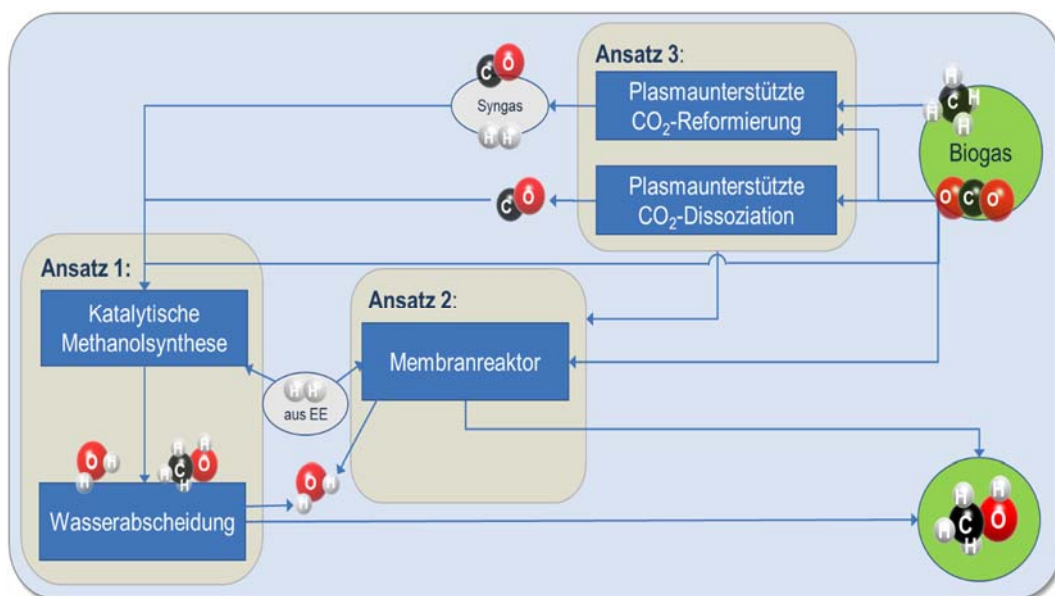 Ansatz 3:
Plasmaunterstützte
CO₂-Reformierung
Plasmaunterstützte
CO₂-Dissoziation
C O
Syngas
H H
C O
H
H C H
H
Biogas
O C O
Ansatz 1:
Katalytische
Methanolsynthese
Ansatz 2:
Membranreaktor
H H
aus EE
O H
H
H H
H C O
H
O H
H
Wasserabscheidung
H H
H C O
H